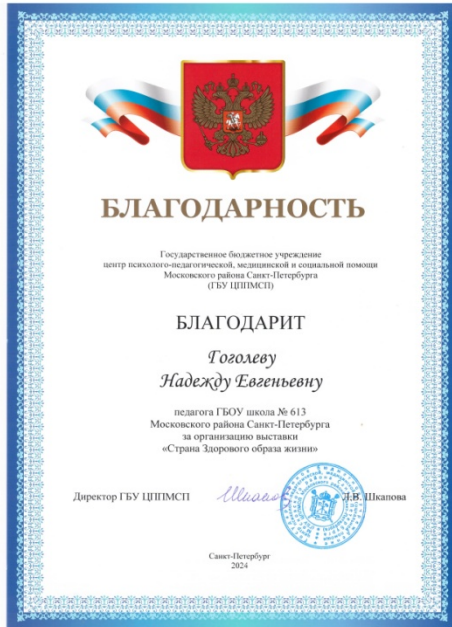 БЛАГОДАРНОСТЬ
Государственное бюджетное учреждение
центр психолого-педагогической, медицинской и социальной помощи
Московского района Санкт-Петербурга
(ГБУ ЦППМСП)
БЛАГОДАРИТ
Гоголеву
Надежду Евгеньевну
педагога ГБОУ школа № 613
Московского района Санкт-Петербурга
за организацию выставки
«Страна Здорового образа жизни»
Директор ГБУ ЦППМСП Л.В. Шкапова
Санкт-Петербург
2024